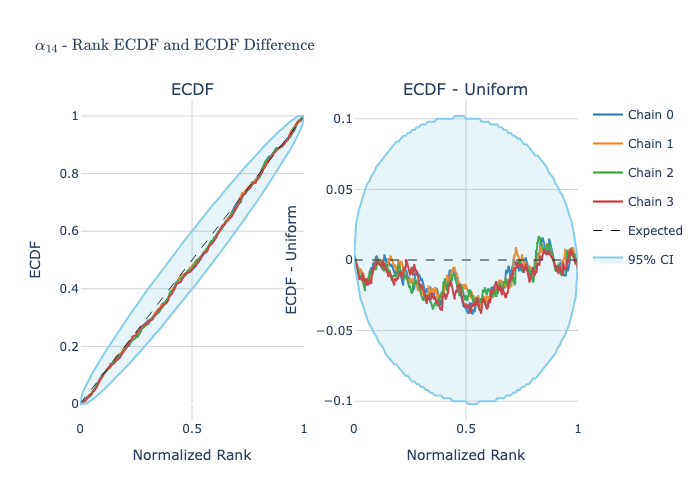 α₁₄ - Rank ECDF and ECDF Difference
ECDF
ECDF - Uniform
1
0.8
0.6
0.4
0.2
0
0
0.5
1
Normalized Rank
ECDF
0.1
0.05
0
−0.05
−0.1
0
0.5
1
Normalized Rank
ECDF - Uniform
Chain 0
Chain 1
Chain 2
Chain 3
Expected
95% CI